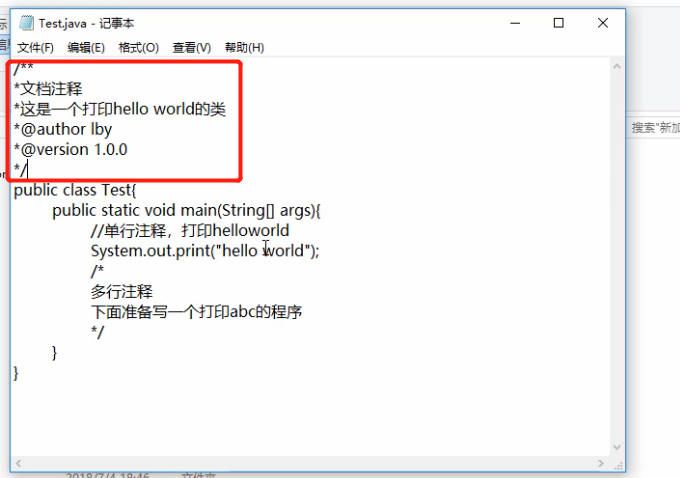 标
Test.java - 记事本
信息
文件(F) 编辑(E) 格式(O) 查看(V) 帮助(H)
/**
*文档注释
*这是一个打印hello world的类
*@author lby
*@version 1.0.0
*/
搜索"新加
public class Test{
public static void main(String[] args){
//单行注释，打印helloworld
System.out.print("hello world");
/*
多行注释
下面准备写一个打印abc的程序
*/
}
}
2018/7/4 18:46 文件夹